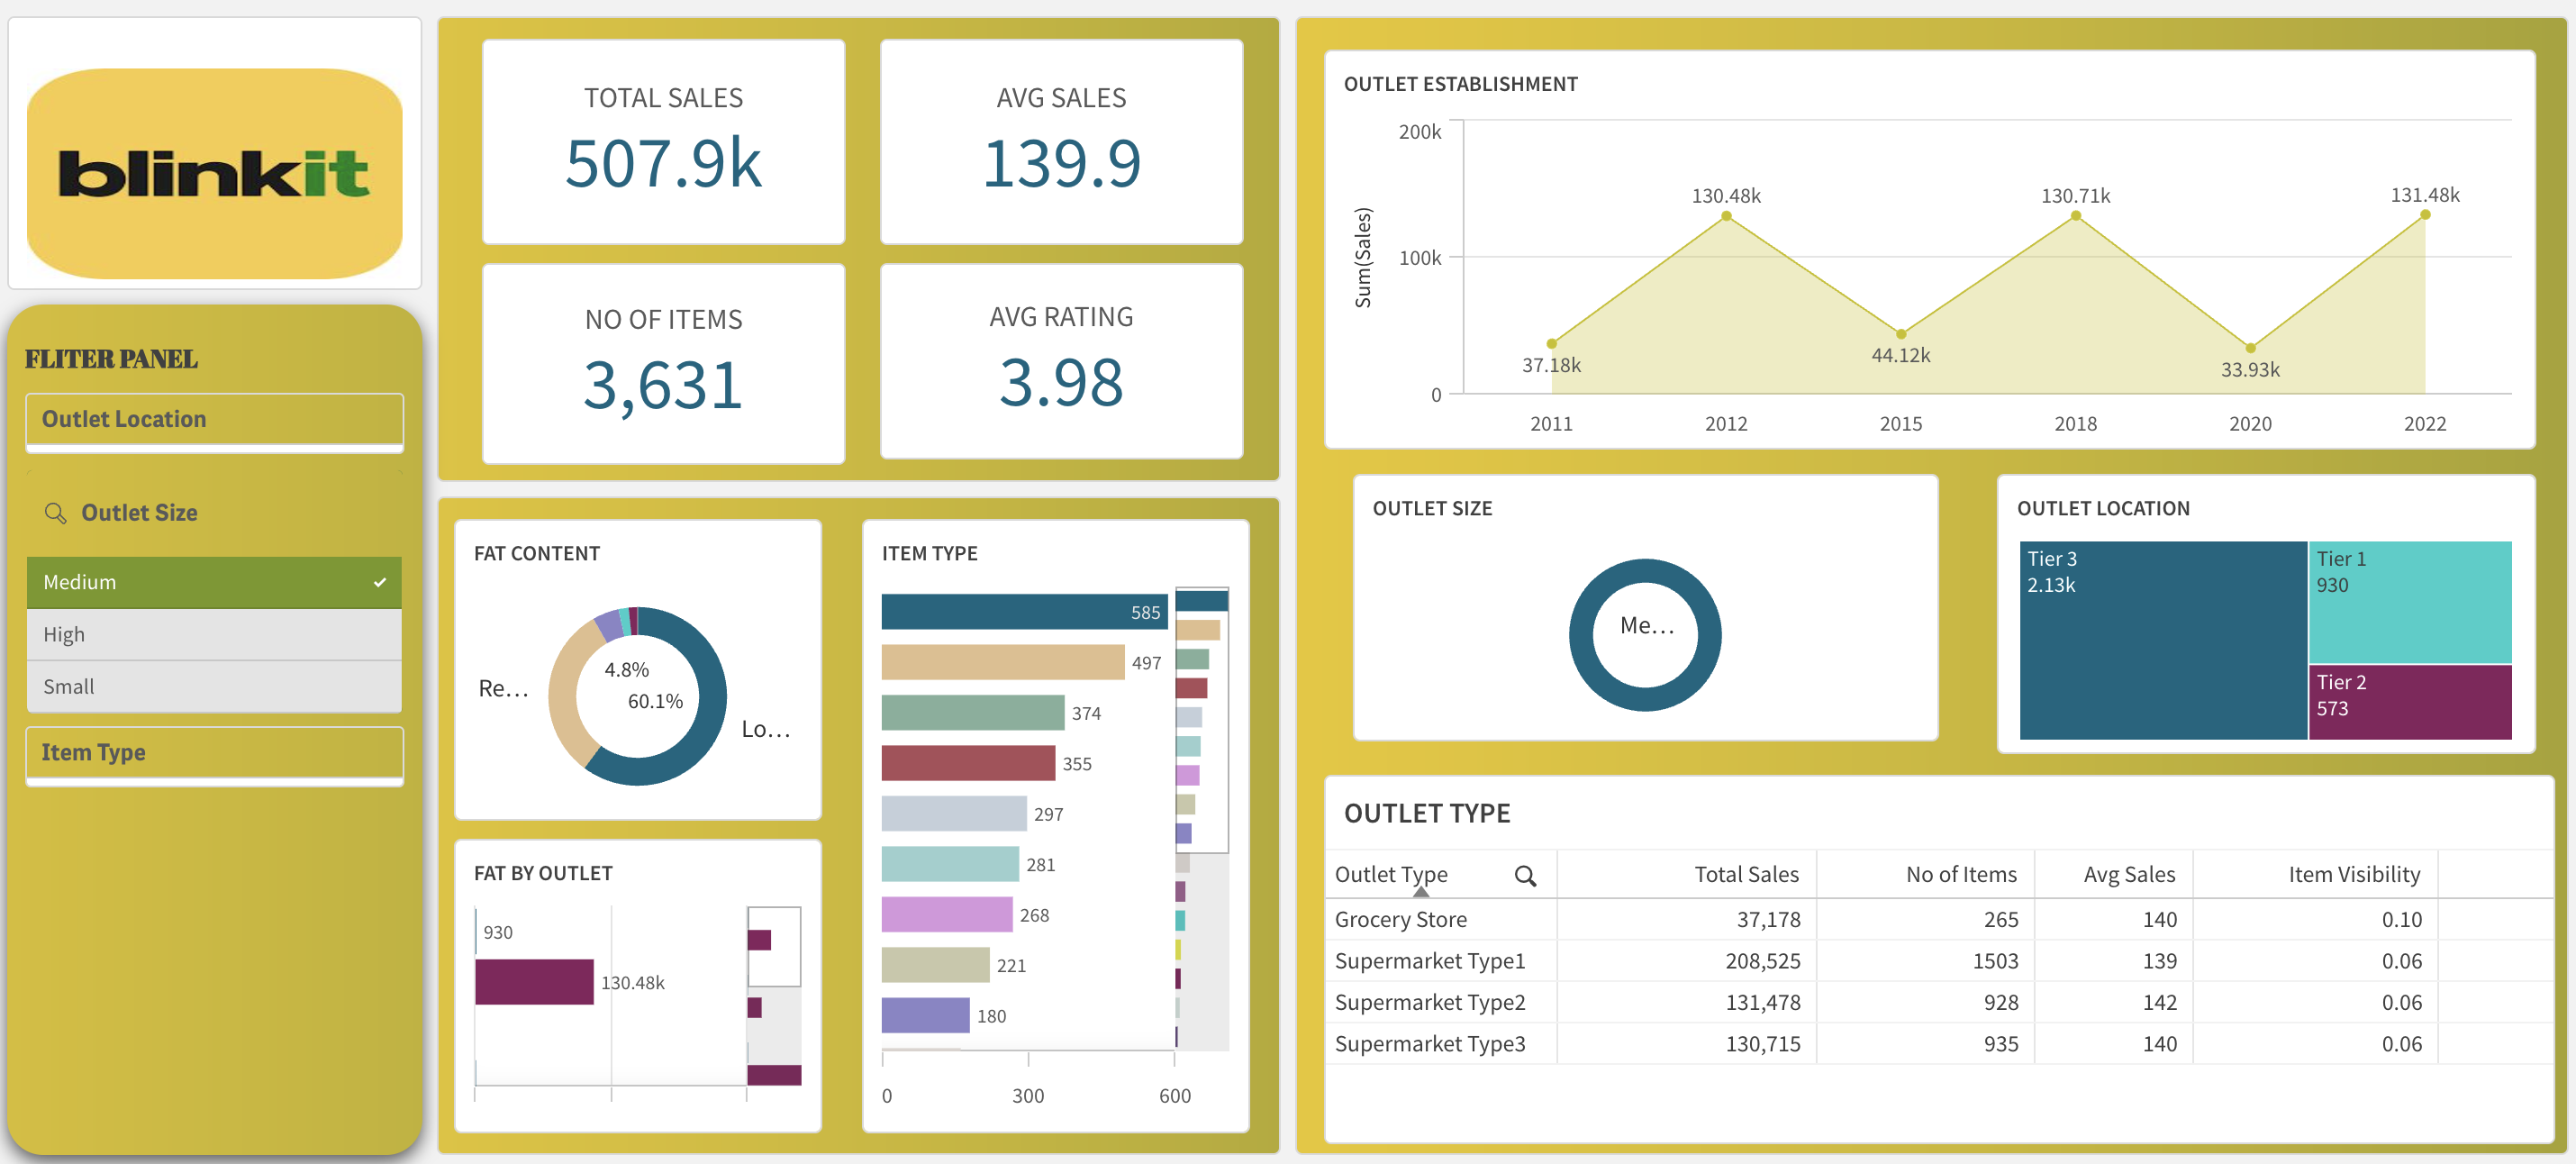 blinkit
FLITER PANEL
Outlet Location
Outlet Size
Medium
High
Small
Item Type
TOTAL SALES
507.9k
AVG SALES
139.9
NO OF ITEMS
3,631
AVG RATING
3.98
FAT CONTENT
4.8%
Re...
60.1%
Lo...
FAT BY OUTLET
930
130.48k
ITEM TYPE
585
497
374
355
297
281
268
221
180
0 300 600
OUTLET ESTABLISHMENT
Sum(Sales)
200k
100k
0
37.18k
130.48k
44.12k
130.71k
33.93k
131.48k
2011 2012 2015 2018 2020 2022
OUTLET SIZE
Me...
OUTLET LOCATION
Tier 3
2.13k
Tier 1
930
Tier 2
573
OUTLET TYPE
Outlet Type Total Sales No of Items Avg Sales Item Visibility
Grocery Store 37,178 265 140 0.10
Supermarket Type1 208,525 1503 139 0.06
Supermarket Type2 131,478 928 142 0.06
Supermarket Type3 130,715 935 140 0.06